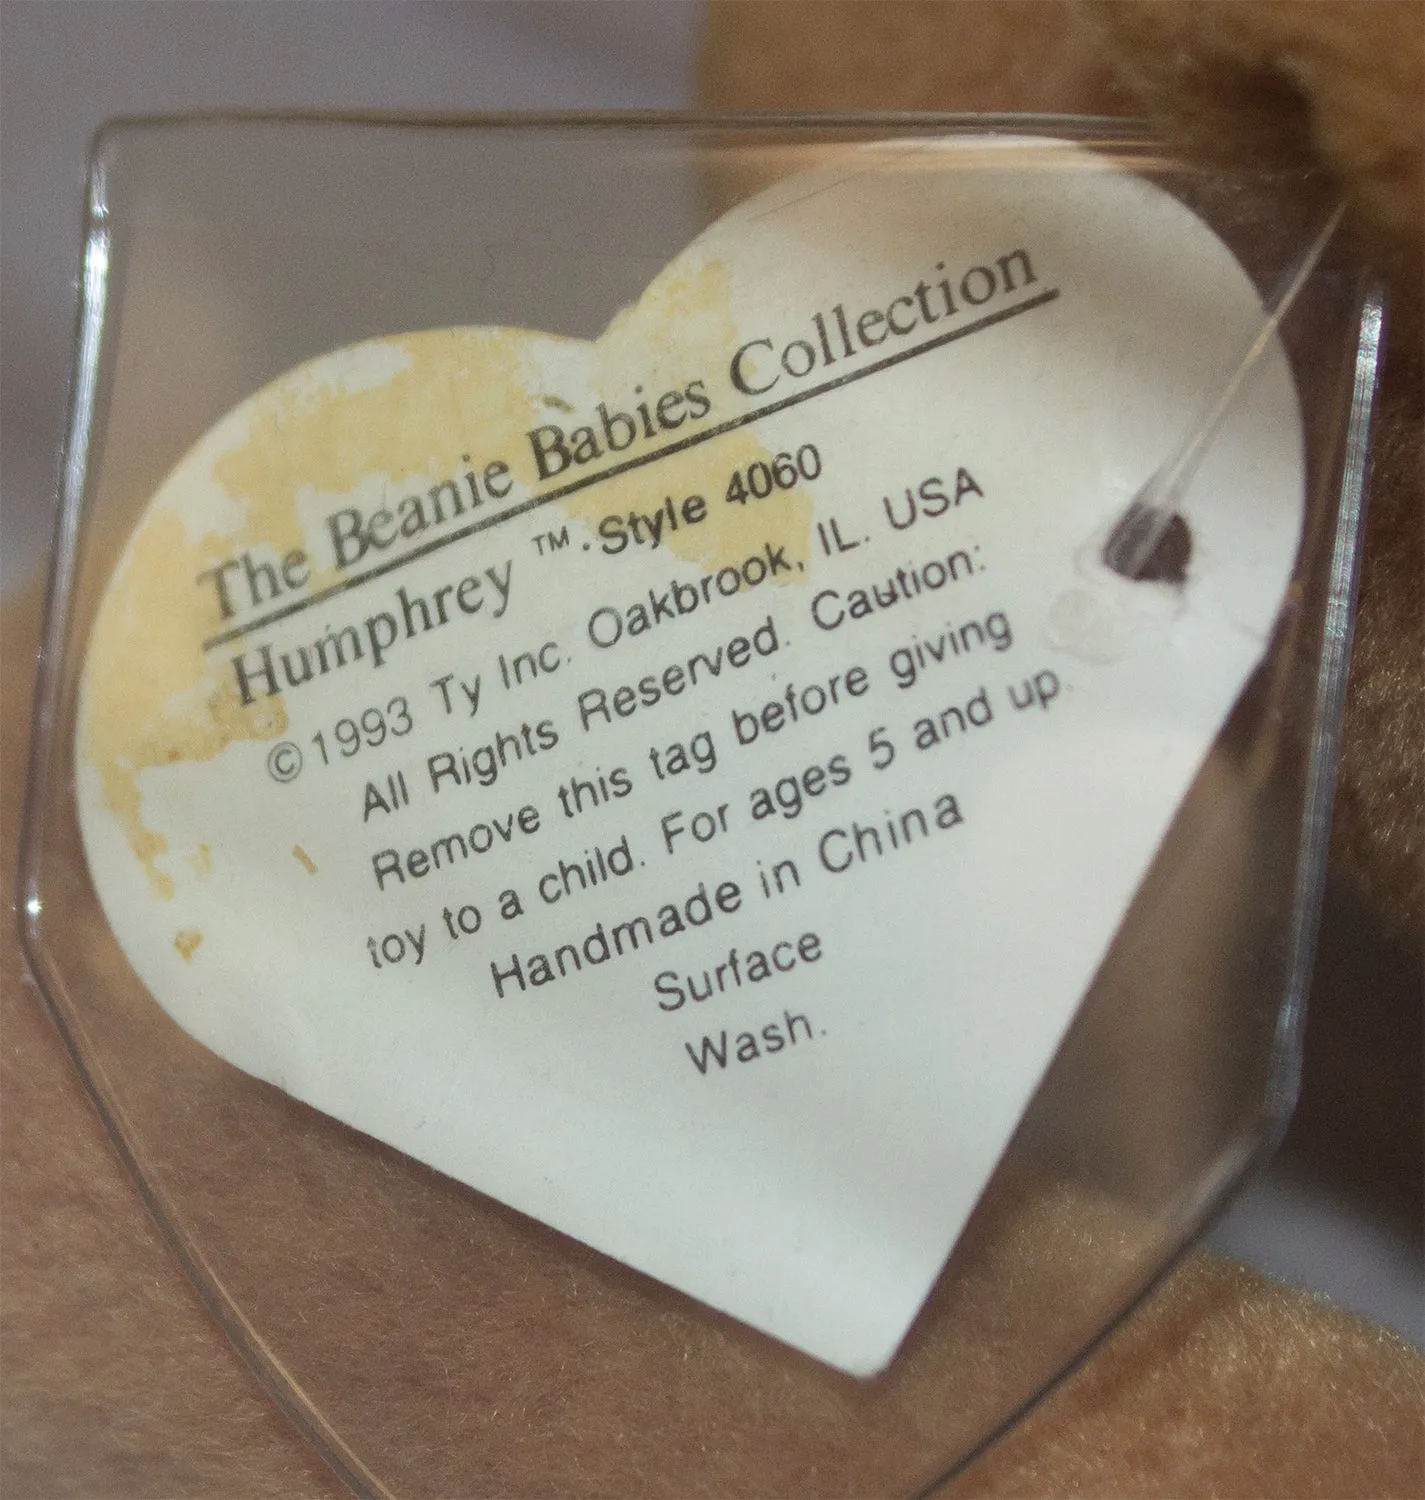 The Beanie Babies Collection
Humphrey ™ . Style 4060
©1993 Ty Inc. Oakbrook, IL. USA
All Rights Reserved. Caution:
Remove this tag before giving
toy to a child. For ages 5 and up.
Handmade in China
Surface
Wash.